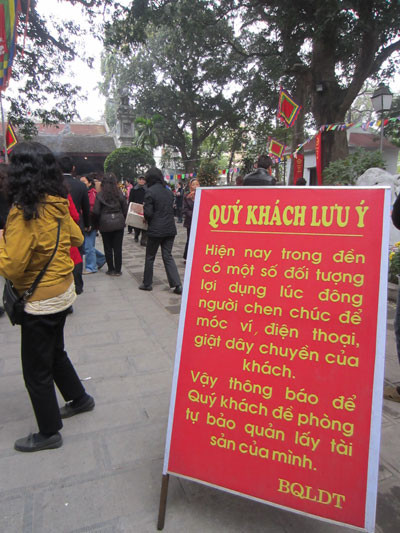 QUÝ KHÁCH LƯU Ý
Hiện nay trong đền
có một số đối tượng
lợi dụng lúc đông
người chen chúc để
móc ví, điện thoại,
giật dây chuyền của
khách.
Vậy thông báo để
Quý khách đề phòng
tự bảo quản lấy tài
sản của mình.
BQLDT